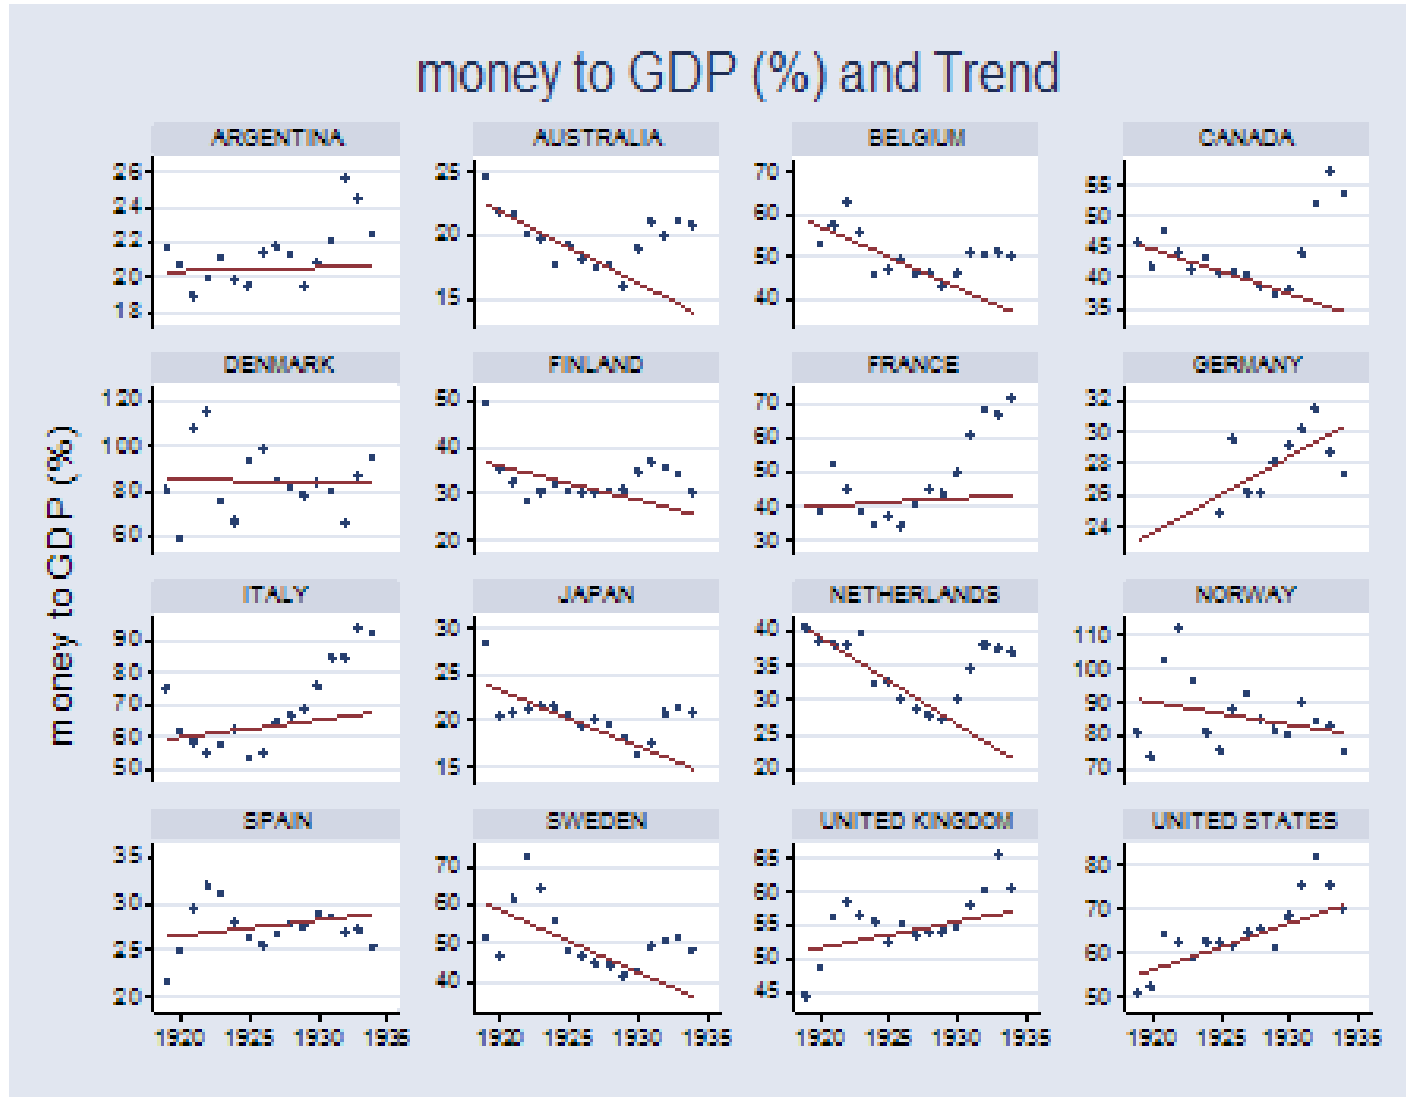 money to GDP (%) and Trend
ARGENTINA AUSTRALIA BELGIUM CANADA
26 24 22 20 18
25 20 15
70 60 50 40
55 50 45 40 35
DENMARK FINLAND FRANCE GERMANY
120 100 80 60
50 40 30 20
70 60 50 40 30
32 30 28 26 24
money to GDP (%)
ITALY JAPAN NETHERLANDS NORWAY
90 80 70 60 50
30 25 20 15
40 35 30 25 20
110 100 90 80 70
SPAIN SWEDEN UNITED KINGDOM UNITED STATES
35 30 25 20
70 60 50 40
65 60 55 50 45
80 70 60 50
1920 1925 1930 1935 1920 1925 1930 1935 1920 1925 1930 1935 1920 1925 1930 1935